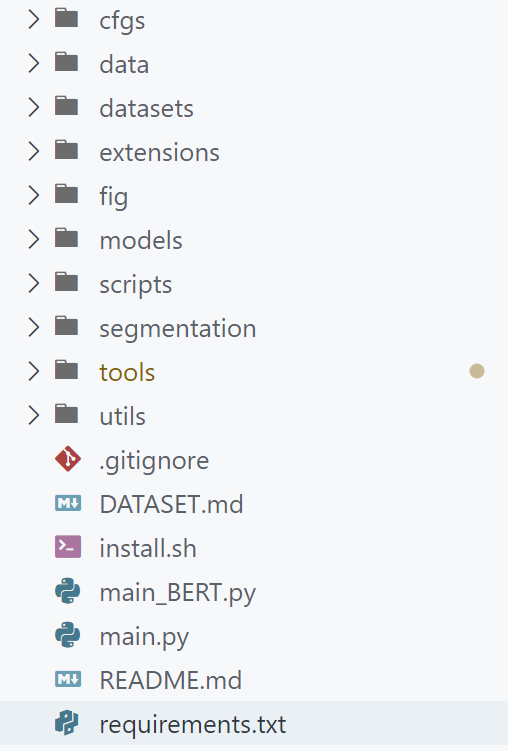 cfgs
data
datasets
extensions
fig
models
scripts
segmentation
tools
utils
.gitignore
DATASET.md
install.sh
main_BERT.py
main.py
README.md
requirements.txt